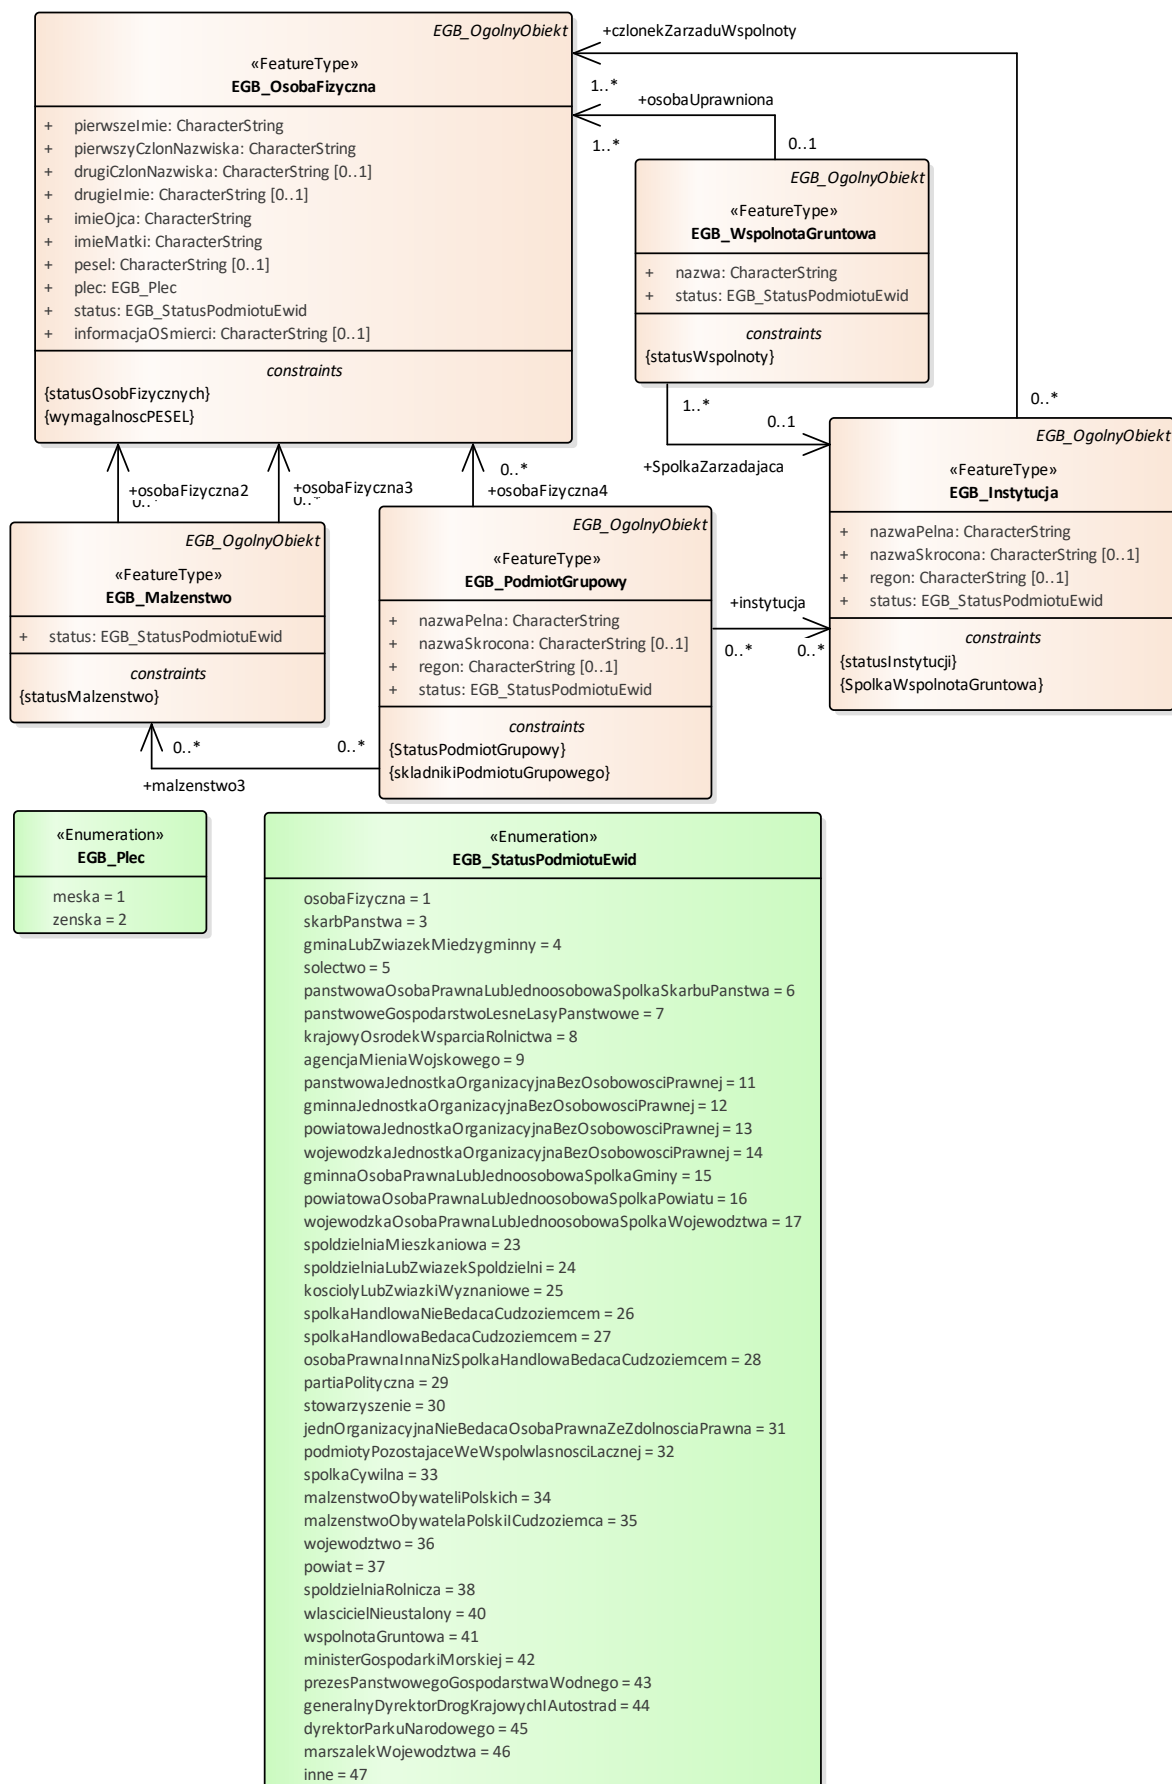 EGB_OgolnyObiekt
«FeatureType»
EGB_OsobaFizyczna
+ pierwszeImie: CharacterString
+ pierwszyCzlonNazwiska: CharacterString
+ drugiCzlonNazwiska: CharacterString [0..1]
+ drugieImie: CharacterString [0..1]
+ imieOjca: CharacterString
+ imieMatki: CharacterString
+ pesel: CharacterString [0..1]
+ plec: EGB_Plec
+ status: EGB_StatusPodmiotuEwid
+ informacjaOSmierci: CharacterString [0..1]
constraints
{statusOsobFizycznych}
{wymagalnoscPESEL}
+czlonekZarzaduWspolnoty
1..*
+osobaUprawniona
1..*
0..1
EGB_OgolnyObiekt
«FeatureType»
EGB_WspolnotaGruntowa
+ nazwa: CharacterString
+ status: EGB_StatusPodmiotuEwid
constraints
{statusWspolnoty}
1..*
0..1
0..*
+SpolkaZarzadajaca
EGB_OgolnyObiekt
«FeatureType»
EGB_Instytucja
+ nazwaPelna: CharacterString
+ nazwaSkrocona: CharacterString [0..1]
+ regon: CharacterString [0..1]
+ status: EGB_StatusPodmiotuEwid
constraints
{statusInstytucji}
{SpolkaWspolnotaGruntowa}
+osobaFizyczna2
0..*
+osobaFizyczna3
0..*
0..*
+osobaFizyczna4
EGB_OgolnyObiekt
«FeatureType»
EGB_Malzenstwo
+ status: EGB_StatusPodmiotuEwid
constraints
{statusMalzenstwo}
EGB_OgolnyObiekt
«FeatureType»
EGB_PodmiotGrupowy
+ nazwaPelna: CharacterString
+ nazwaSkrocona: CharacterString [0..1]
+ regon: CharacterString [0..1]
+ status: EGB_StatusPodmiotuEwid
constraints
{StatusPodmiotGrupowy}
{skladnikiPodmiotuGrupowego}
+instytucja
0..*
0..*
0..*
0..*
+malzenstwo3
«Enumeration»
EGB_Plec
meska = 1
zenska = 2
«Enumeration»
EGB_StatusPodmiotuEwid
osobaFizyczna = 1
skarbPanstwa = 3
gminaLubZwiazekMiedzygminny = 4
solectwo = 5
panstwowaOsobaPrawnaLubJednoosobowaSpolkaSkarbuPanstwa = 6
panstwoweGospodarstwoLesneLasyPanstwowe = 7
krajowyOsrodekWsparciaRolnictwa = 8
agencjaMieniaWojskowego = 9
panstwowaJednostkaOrganizacyjnaBezOsobowosciPrawnej = 11
gminnaJednostkaOrganizacyjnaBezOsobowosciPrawnej = 12
powiatowaJednostkaOrganizacyjnaBezOsobowosciPrawnej = 13
wojewodzkaJednostkaOrganizacyjnaBezOsobowosciPrawnej = 14
gminnaOsobaPrawnaLubJednoosobowaSpolkaGminy = 15
powiatowaOsobaPrawnaLubJednoosobowaSpolkaPowiatu = 16
wojewodzkaOsobaPrawnaLubJednoosobowaSpolkaWojewodztwa = 17
spoldzielniaMieszkaniowa = 23
spoldzielniaLubZwiazekSpoldzielni = 24
kosciolyLubZwiazkiWyznaniowe = 25
spolkaHandlowaNieBedacaCudzoziemcem = 26
spolkaHandlowaBedacaCudzoziemcem = 27
osobaPrawnaInnaNizSpolkaHandlowaBedacaCudzoziemcem = 28
partiaPolityczna = 29
stowarzyszenie = 30
jednOrganizacyjnaNieBedacaOsobaPrawnaZeZdolnosciaPrawna = 31
podmiotyPozostajaceWeWspolwlasnosciLacznej = 32
spolkaCywilna = 33
malzenstwoObywateliPolskich = 34
malzenstwoObywatelaPolskiICudzoziemca = 35
wojewodztwo = 36
powiat = 37
spoldzielniaRolnicza = 38
wlascicielNieustalony = 40
wspolnotaGruntowa = 41
ministerGospodarkiMorskiej = 42
prezesPanstwowegoGospodarstwaWodnego = 43
generalnyDyrektorDrogKrajowychIAutostrad = 44
dyrektorParkuNarodowego = 45
marszalekWojewodztwa = 46
inne = 47